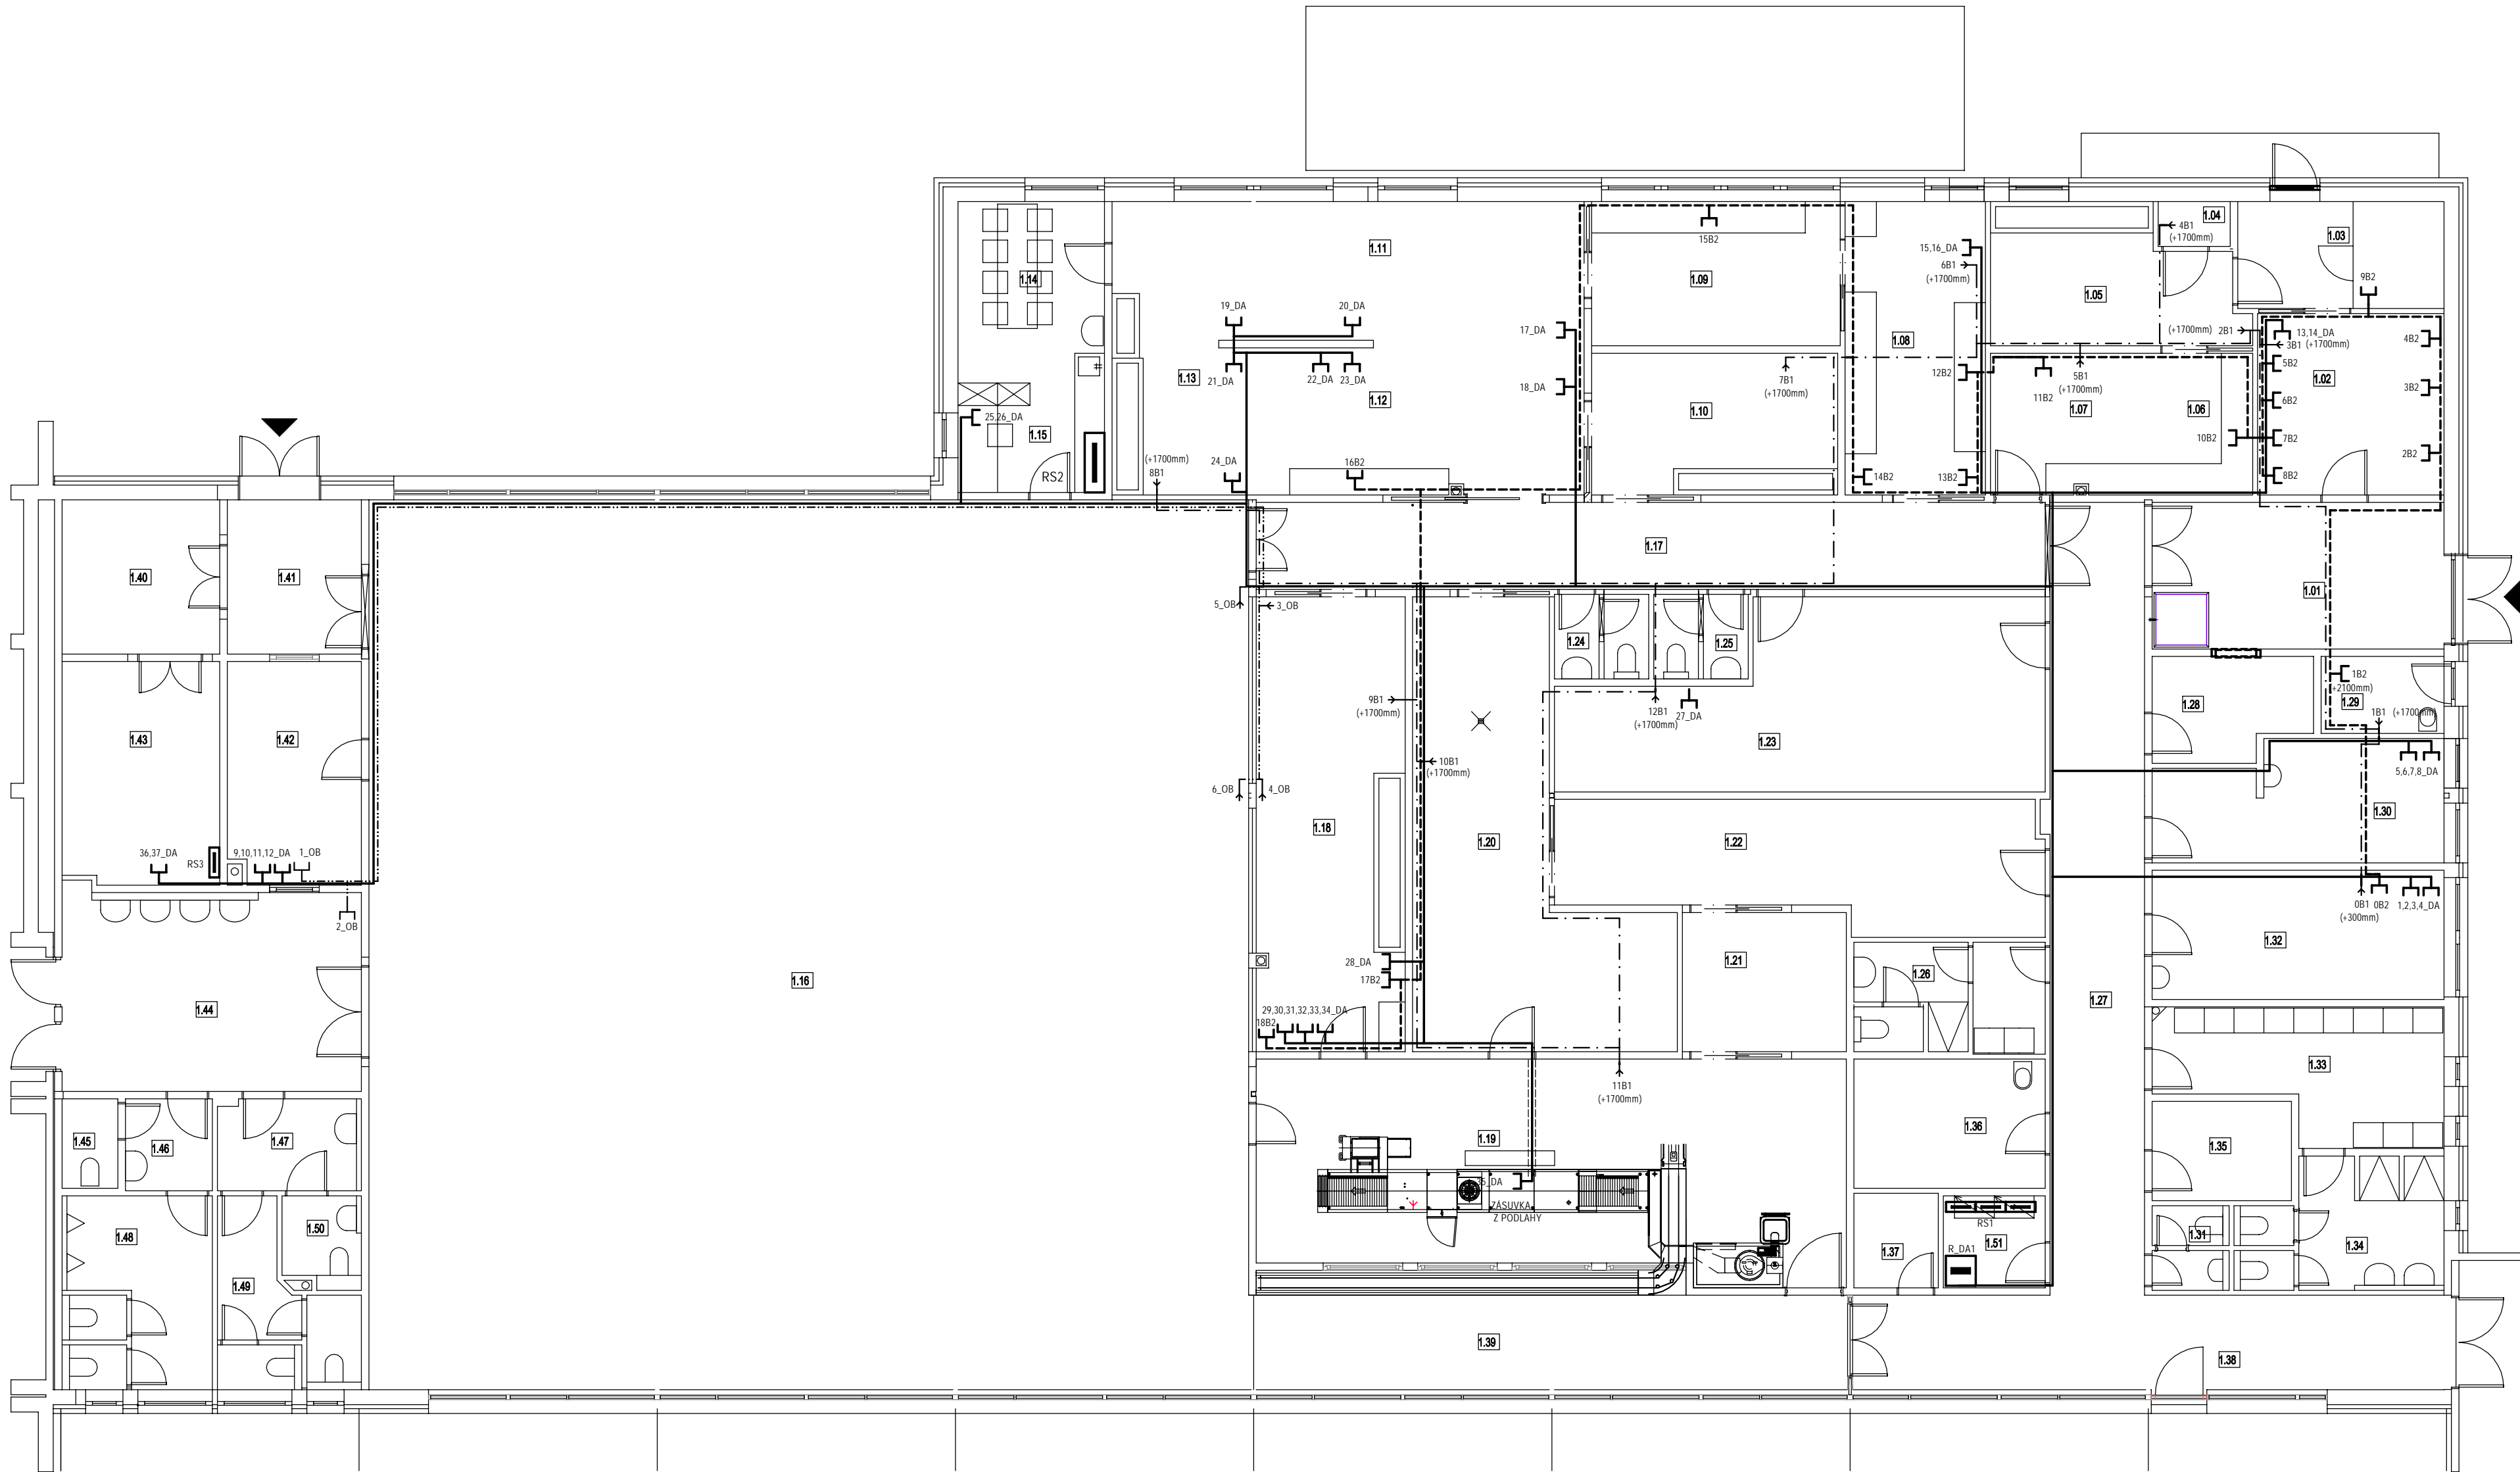 1.04
4B1
(+1700mm)
1.03
1.11
15B2
15,16_DA
6B1
(+1700mm)
1.14
1.09
9B2
1.05
19_DA
20_DA
17_DA
(+1700mm) 2B1
13,14_DA
3B1 (+1700mm)
4B2
1.08
5B2
21_DA
22_DA
23_DA
1.13
1.12
18_DA
7B1
(+1700mm)
12B2
5B1
(+1700mm)
11B2
1.02
3B2
6B2
25,26_DA
1.15
1.10
1.07
1.06
10B2
7B2
2B2
(+1700mm)
8B1
24_DA
16B2
RS2
14B2
13B2
8B2
1.40
1.41
1.17
1.01
5_OB
3_OB
1.24
1.25
1B2
(+2100mm)
1.28
1.29
1B1
(+1700mm)
9B1
(+1700mm)
12B1
(+1700mm)
27_DA
1.43
1.42
1.23
10B1
(+1700mm)
5,6,7,8_DA
6_OB
4_OB
1.18
1.20
1.22
1.30
36,37_DA
RS3
9,10,11,12_DA
1_OB
2_OB
0B1
(+300mm)
0B2
1,2,3,4_DA
1.32
28_DA
17B2
1.21
1.26
1.16
1.27
1.44
29,30,31,32,33,34_DA
18B2
1.33
11B1
(+1700mm)
1.36
1.45
1.46
1.47
1.19
1.35
ZÁSUVKA
Z PODLAHY
1.48
1.50
RS1
1.31
1.34
1.37
1.51
R_DA1
1.49
1.39
1.38